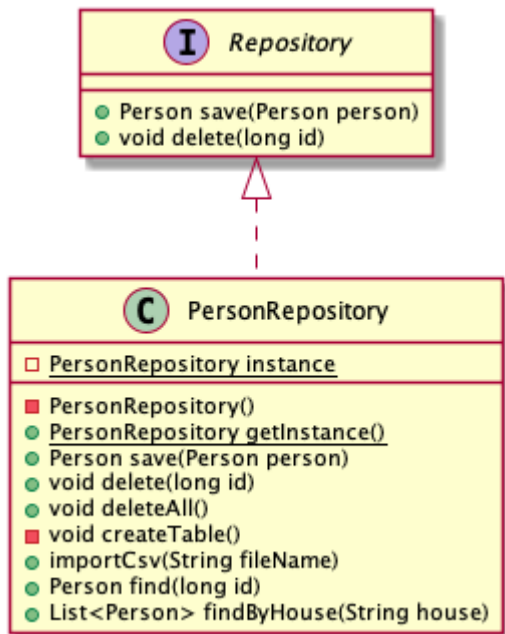 I Repository
Person save(Person person)
void delete(long id)
C PersonRepository
PersonRepository instance
PersonRepository()
PersonRepository getInstance()
Person save(Person person)
void delete(long id)
void deleteAll()
void createTable()
importCsv(String fileName)
Person find(long id)
List<Person> findByHouse(String house)